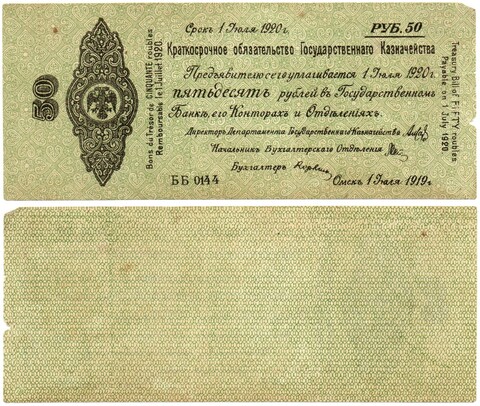 Срокъ 1 Іюля 1920 г.
РУБ. 50
Краткосрочное обязательство Государственнаго Казначейства
Предъявителю сего уплачивается 1 Іюля 1920 г.
пятьдесятъ рублей въ Государственномъ
Банкѣ, его Конторахъ и Отдѣленіяхъ.
Директоръ Департамента Государственнаго Казначейства
Начальникъ Бухгалтерскаго Отдѣленія
Бухгалтеръ
ББ 0144
Омскъ 1 Іюля 1919 г.
50
Bons du Trésor de CINQUANTE roubles
Remboursable le 1 Juillet 1920.
Treasury Bill of FIFTY roubles
Payable on 1 July 1920